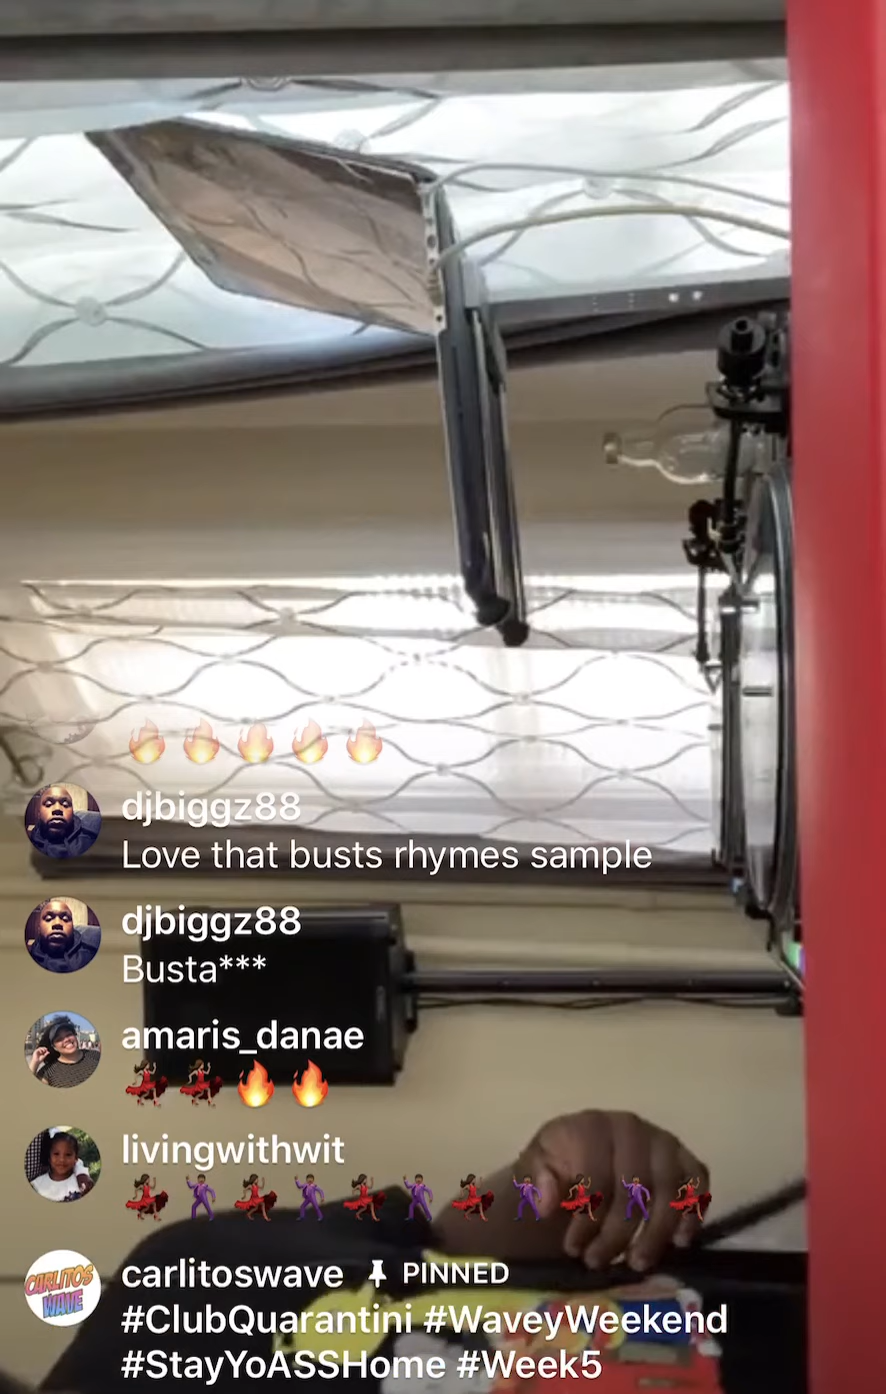 djbiggz88
Love that busts rhymes sample
djbiggz88
Busta***
amaris_danae
livingwithwit
CARLITOS
WAVE
carlitoswave PINNED
#ClubQuarantini #WaveyWeekend
#StayYoASSHome #Week5